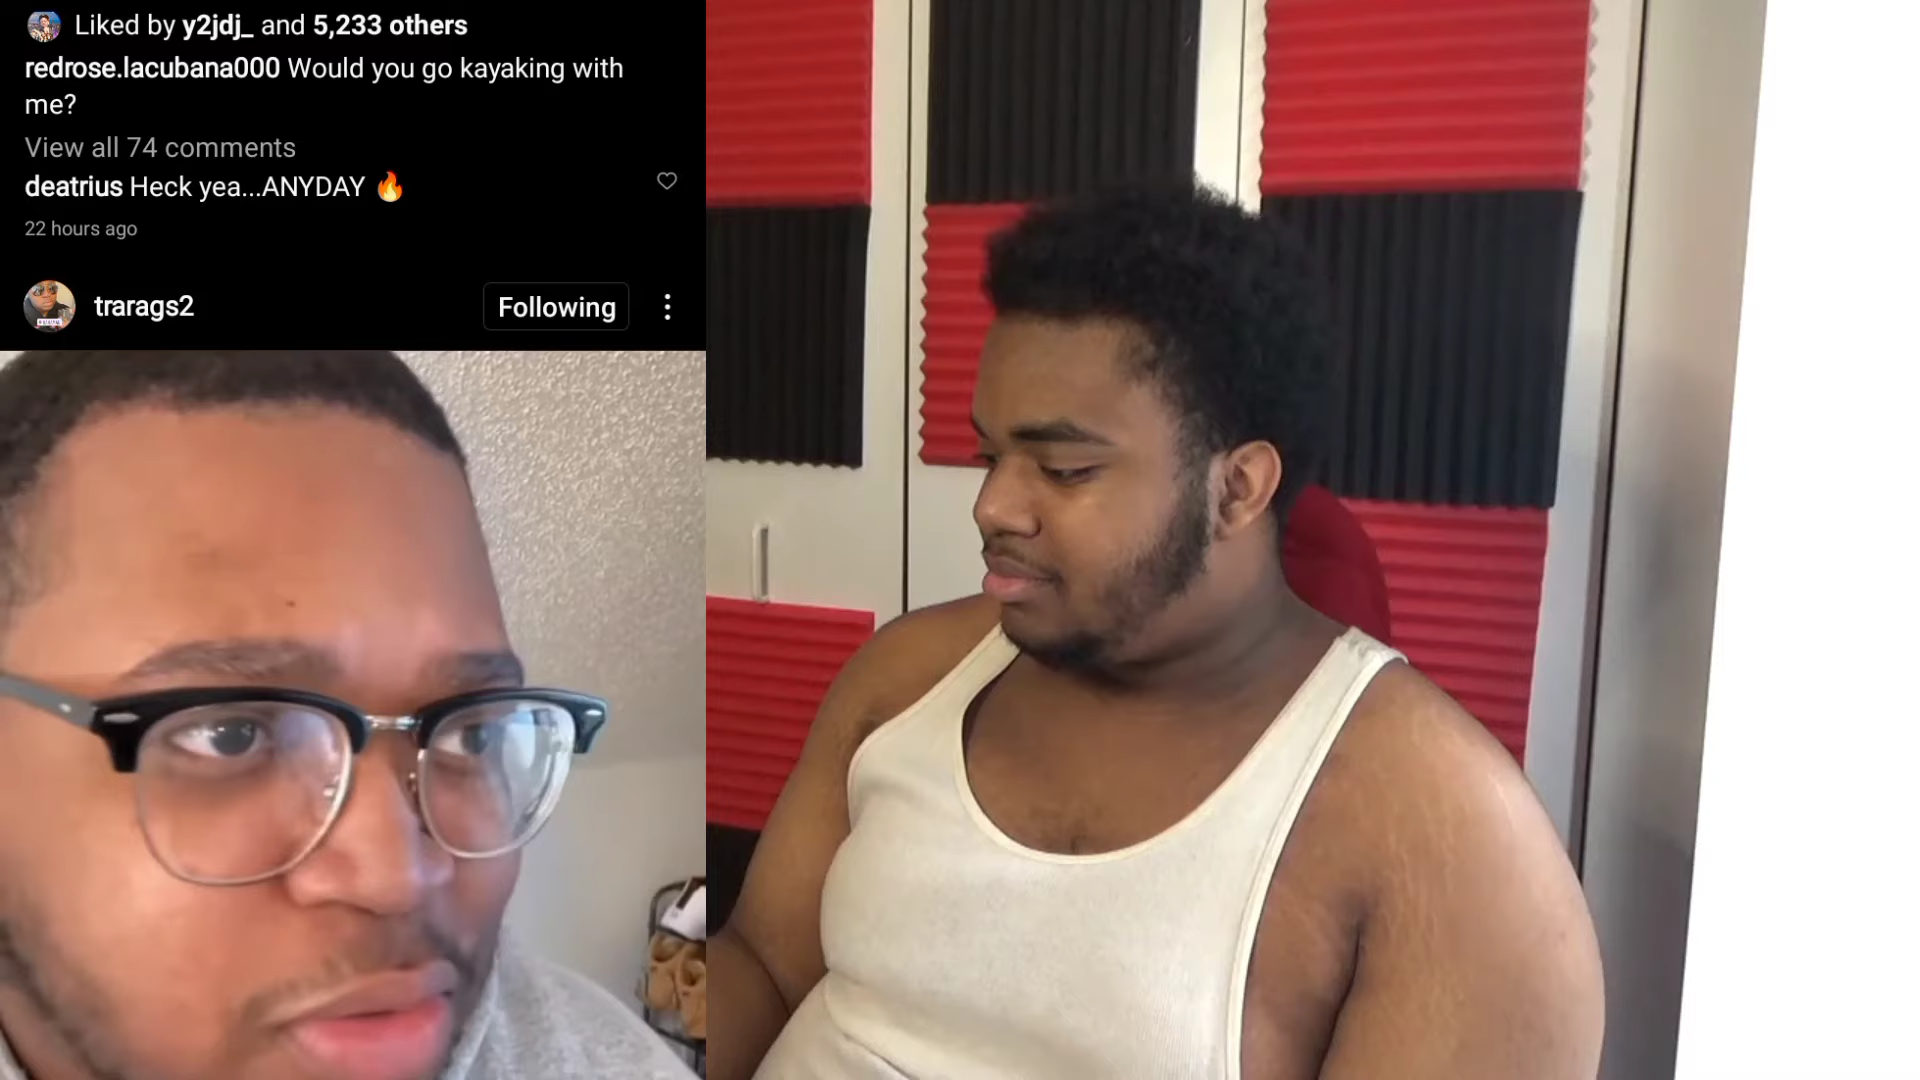 Liked by y2jdj_ and 5,233 others
redrose.lacubana000 Would you go kayaking with
me?
View all 74 comments
deatrius Heck yea...ANYDAY 🔥
22 hours ago
trarags2
Following